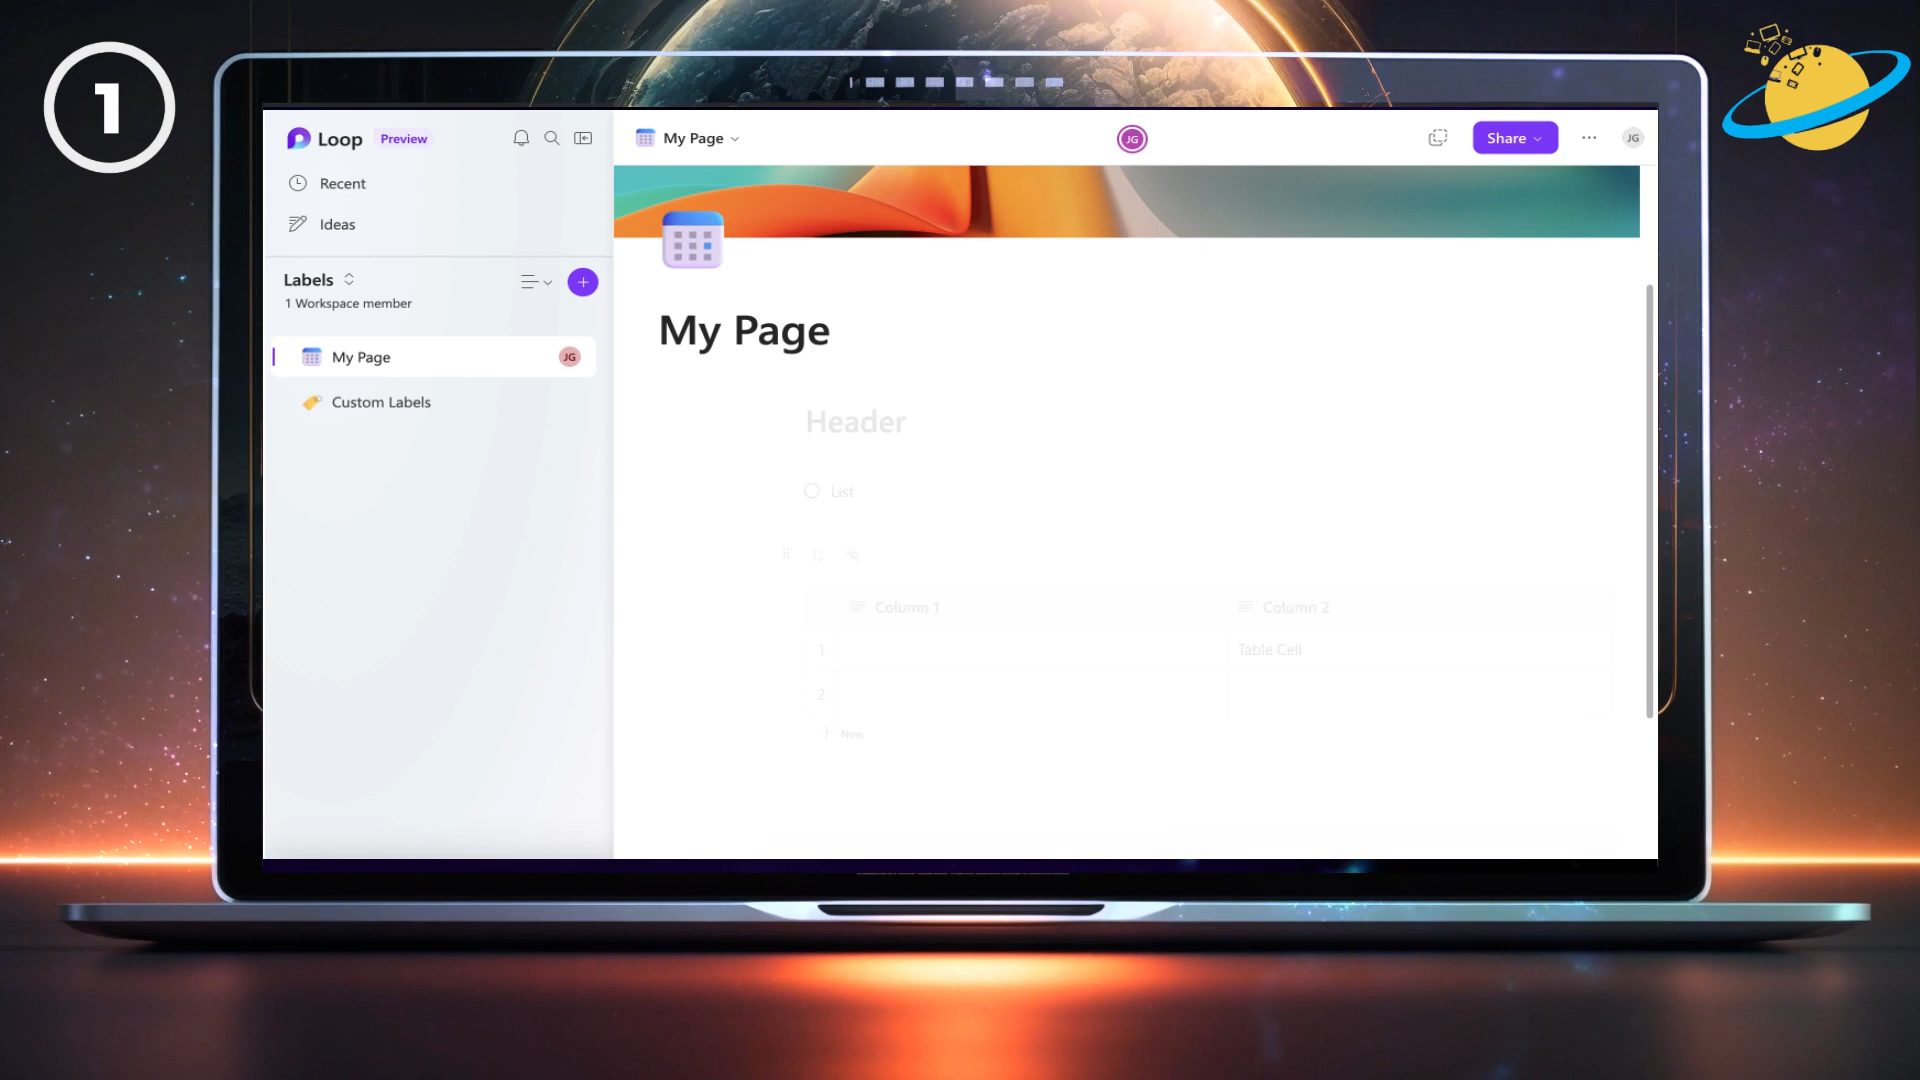 1
Loop Preview
My Page
JG
Share
JG
Recent
Ideas
Labels
1 Workspace member
My Page
JG
Custom Labels
My Page
Header
List
Column 1
Column 2
1
Table Cell
2
New